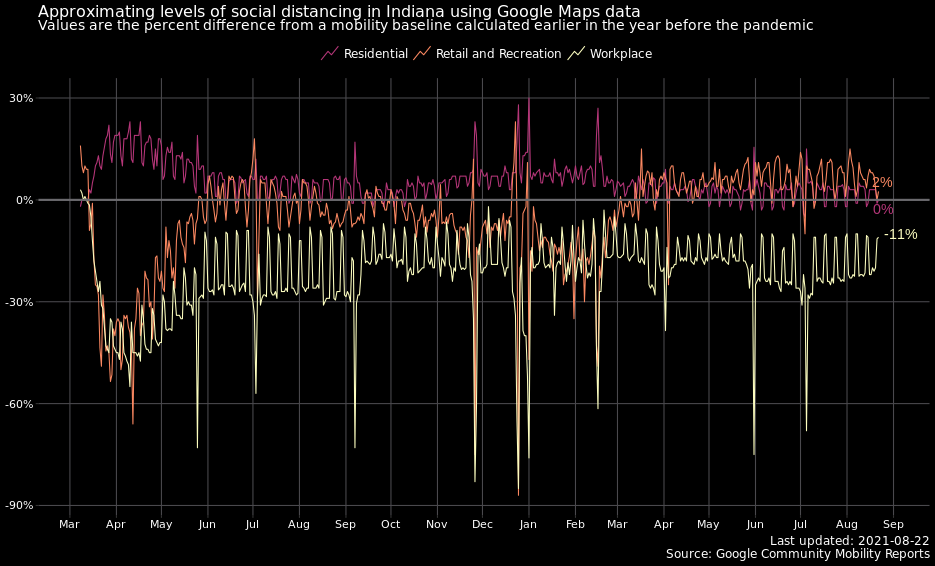 Approximating levels of social distancing in Indiana using Google Maps data
Values are the percent difference from a mobility baseline calculated earlier in the year before the pandemic
Residential Retail and Recreation Workplace
30%
0%
-30%
-60%
-90%
2%
0%
-11%
Mar Apr May Jun Jul Aug Sep Oct Nov Dec Jan Feb Mar Apr May Jun Jul Aug Sep
Last updated: 2021-08-22
Source: Google Community Mobility Reports